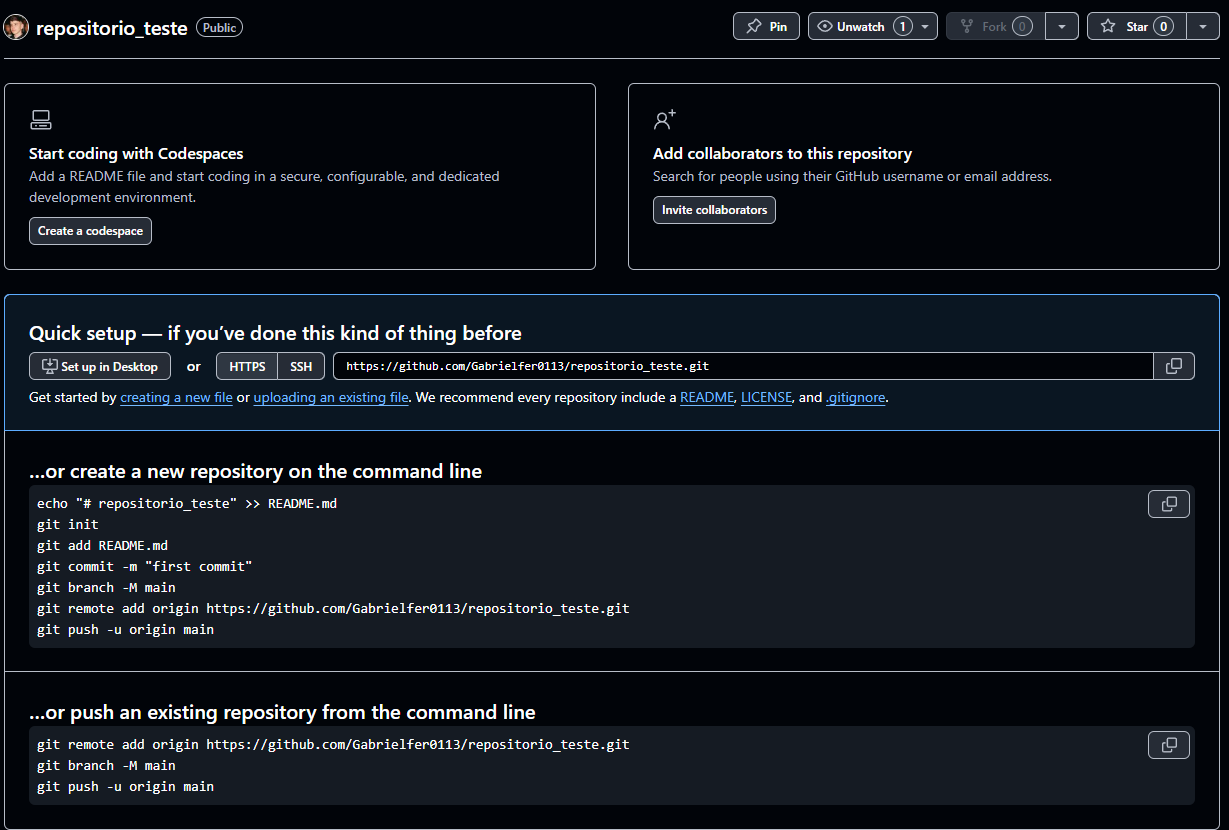 repositorio_teste Public Pin Unwatch 1 Fork 0 Star 0
Start coding with Codespaces
Add a README file and start coding in a secure, configurable, and dedicated
development environment.
Create a codespace
Add collaborators to this repository
Search for people using their GitHub username or email address.
Invite collaborators
Quick setup — if you’ve done this kind of thing before
Set up in Desktop or HTTPS SSH https://github.com/Gabrielfer0113/repositorio_teste.git
Get started by creating a new file or uploading an existing file. We recommend every repository include a README, LICENSE, and .gitignore.
…or create a new repository on the command line
echo "# repositorio_teste" >> README.md
git init
git add README.md
git commit -m "first commit"
git branch -M main
git remote add origin https://github.com/Gabrielfer0113/repositorio_teste.git
git push -u origin main
…or push an existing repository from the command line
git remote add origin https://github.com/Gabrielfer0113/repositorio_teste.git
git branch -M main
git push -u origin main